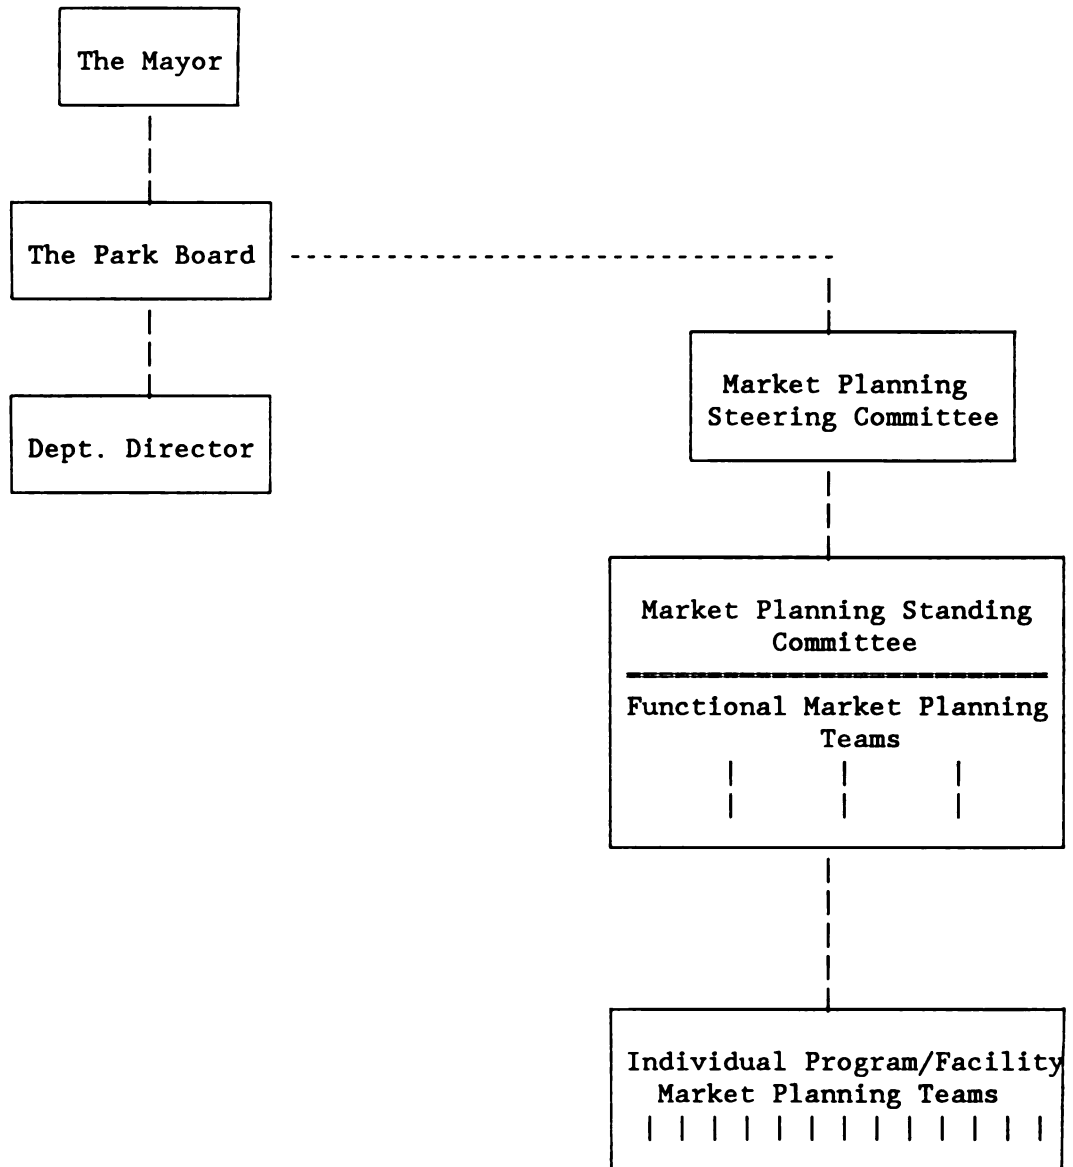 The Mayor
The Park Board
Dept. Director
Market Planning
Steering Committee
Market Planning Standing
Committee
Functional Market Planning
Teams
Individual Program/Facility
Market Planning Teams